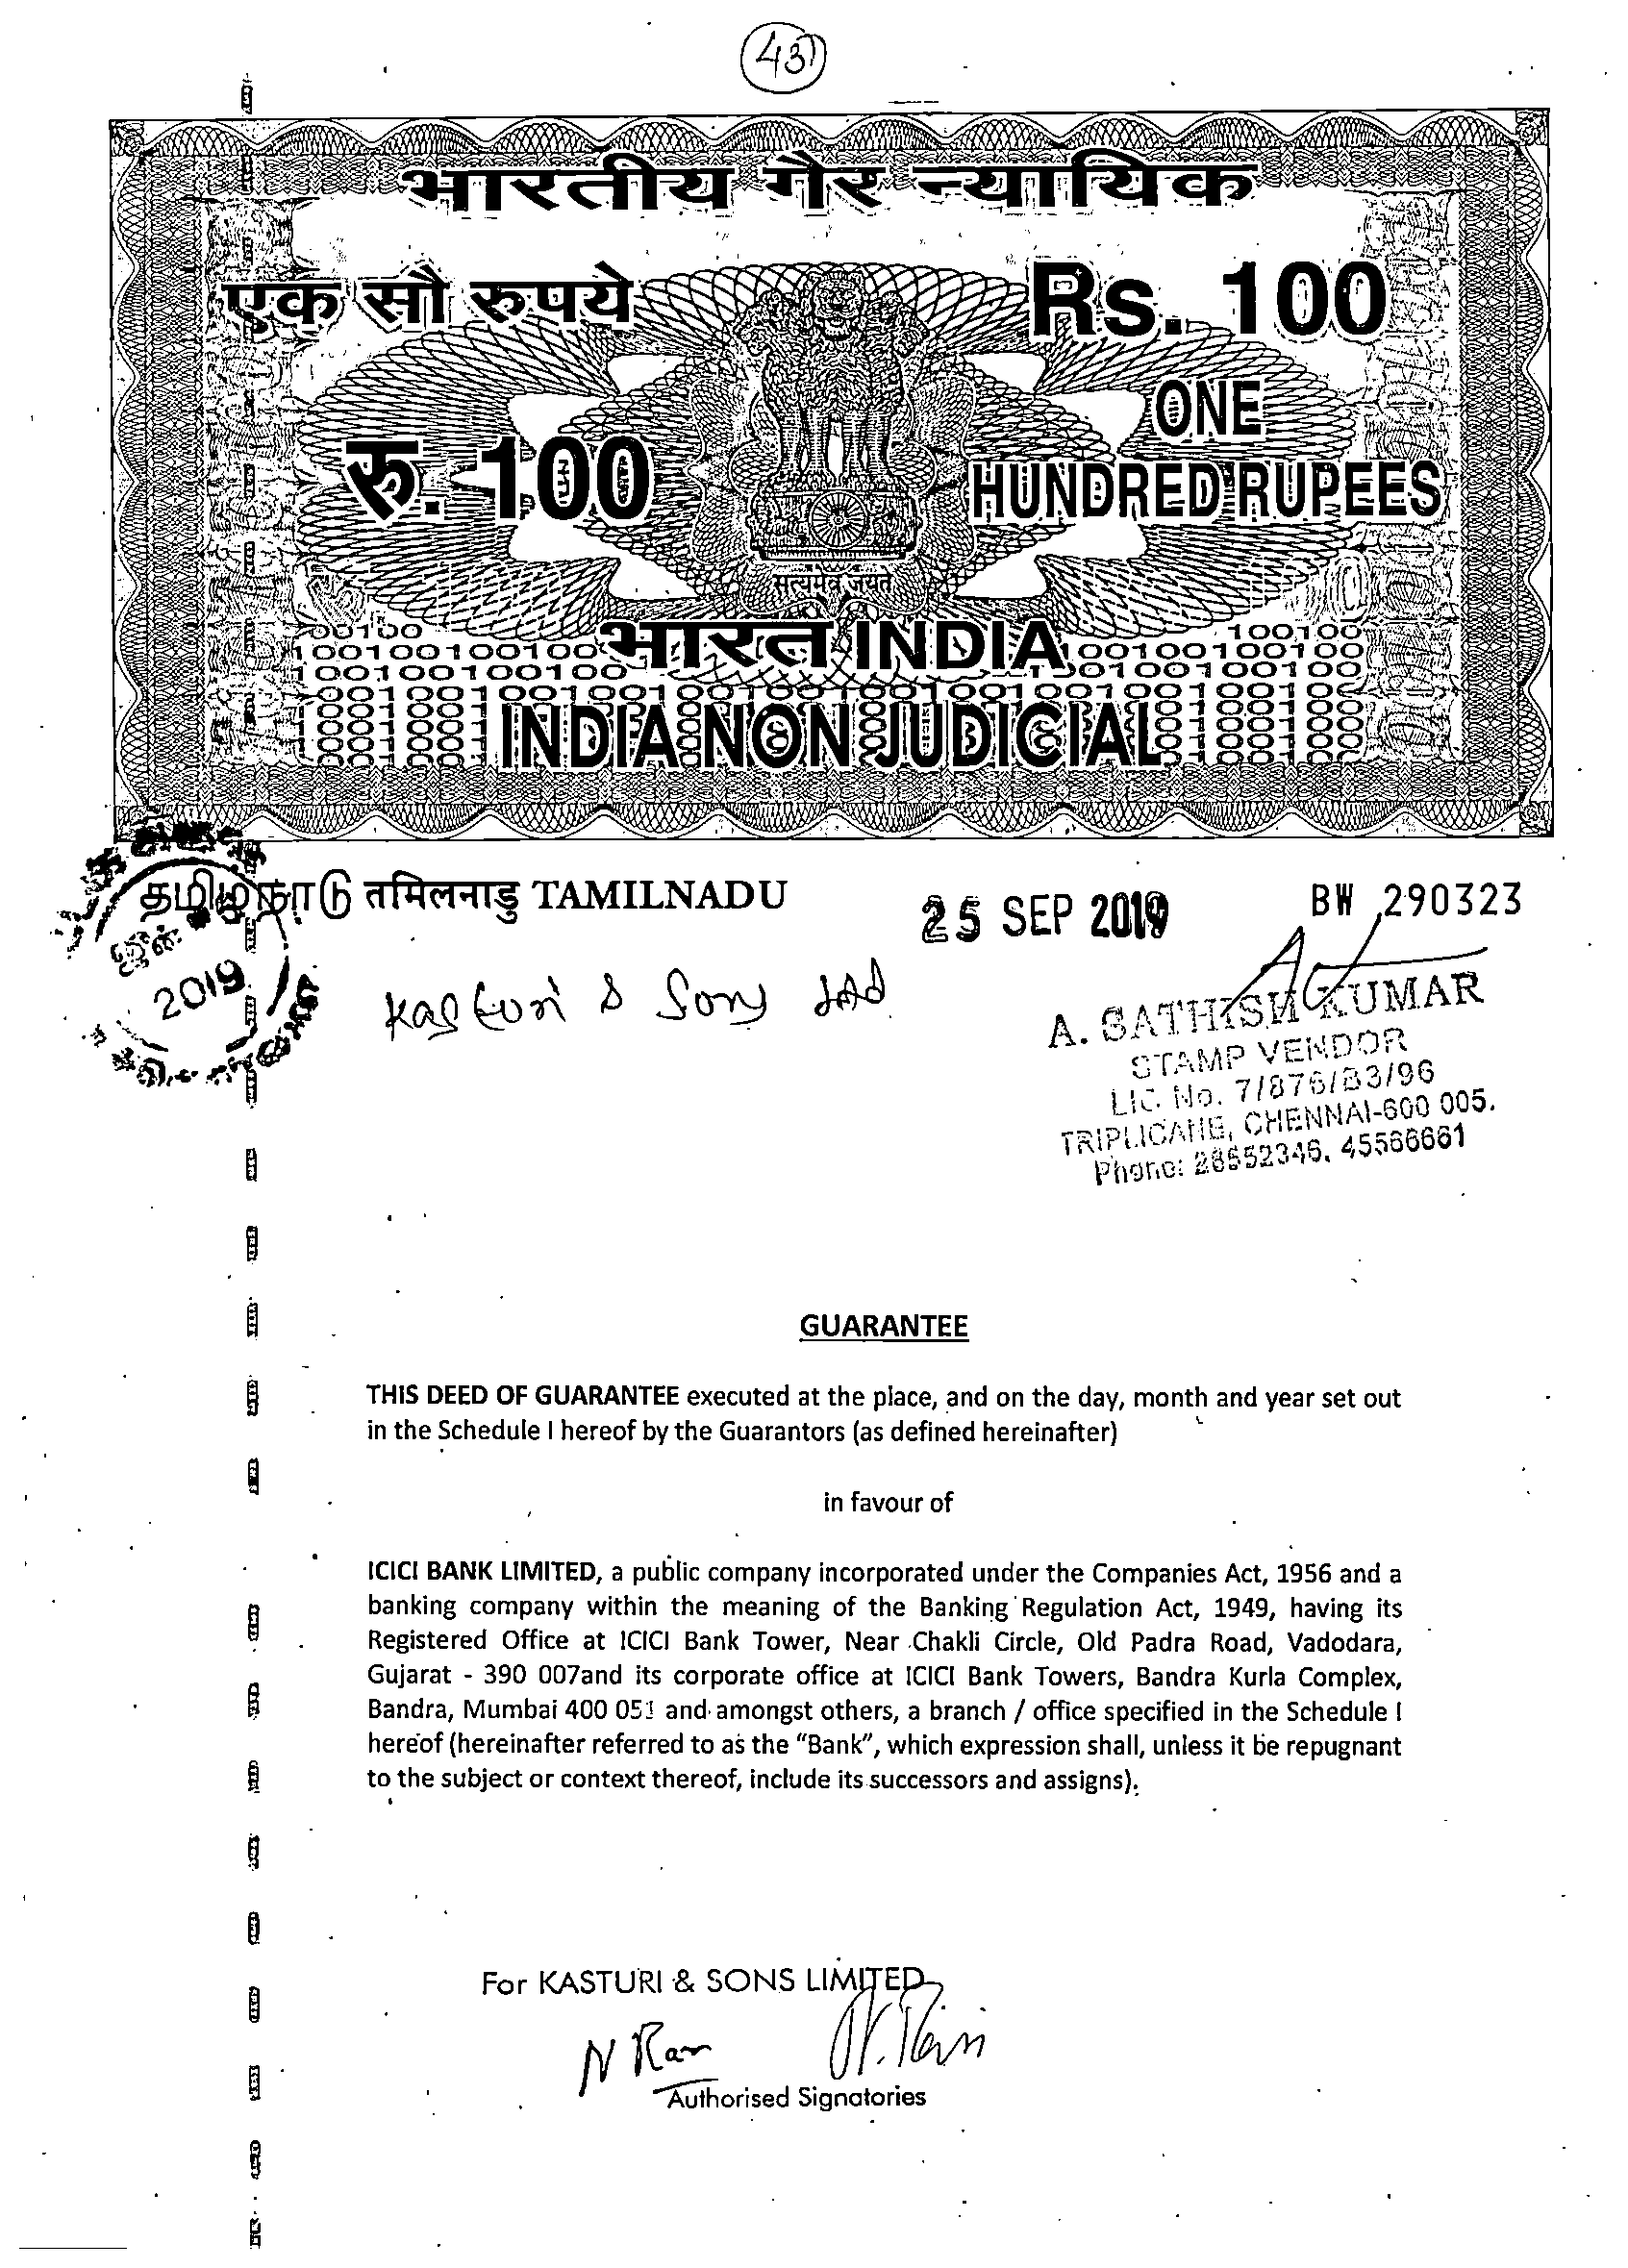 43
भारतीय गैर न्यायिक
एक सौ रुपये
Rs. 100
रु. 100
ONE
HUNDRED RUPEES
सत्यमेव जयते
भारत INDIA
INDIA NON JUDICIAL
தமிழ்நாடு तमिलनाडु TAMILNADU
25 SEP 2019
BW 290323
2019
Kasturi & Sons Ltd
A. SATHISH KUMAR
STAMP VENDOR
LIC. No. 7/876/B3/96
TRIPLICANE, CHENNAI-600 005.
Phone: 28552346, 45566661
GUARANTEE
THIS DEED OF GUARANTEE executed at the place, and on the day, month and year set out
in the Schedule I hereof by the Guarantors (as defined hereinafter)
in favour of
ICICI BANK LIMITED, a public company incorporated under the Companies Act, 1956 and a
banking company within the meaning of the Banking Regulation Act, 1949, having its
Registered Office at ICICI Bank Tower, Near Chakli Circle, Old Padra Road, Vadodara,
Gujarat - 390 007and its corporate office at ICICI Bank Towers, Bandra Kurla Complex,
Bandra, Mumbai 400 051 and amongst others, a branch / office specified in the Schedule I
hereof (hereinafter referred to as the "Bank", which expression shall, unless it be repugnant
to the subject or context thereof, include its successors and assigns).
For KASTURI & SONS LIMITED
N Ram
Authorised Signatories